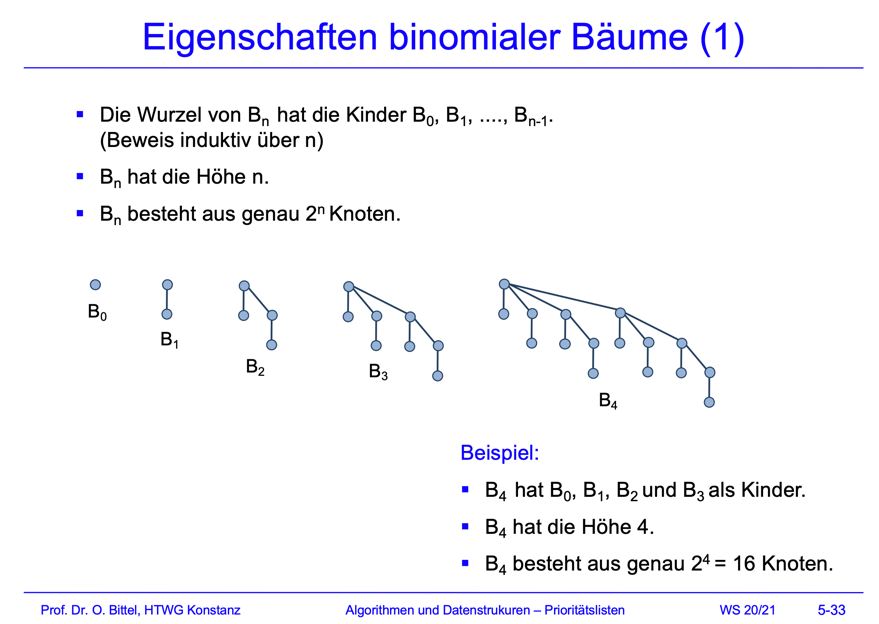 Eigenschaften binomialer Bäume (1)
▪ Die Wurzel von Bₙ hat die Kinder B₀, B₁, ...., Bₙ₋₁.
(Beweis induktiv über n)
▪ Bₙ hat die Höhe n.
▪ Bₙ besteht aus genau 2ⁿ Knoten.
B₀
B₁
B₂
B₃
B₄
Beispiel:
▪ B₄ hat B₀, B₁, B₂ und B₃ als Kinder.
▪ B₄ hat die Höhe 4.
▪ B₄ besteht aus genau 2⁴ = 16 Knoten.
Prof. Dr. O. Bittel, HTWG Konstanz Algorithmen und Datenstrukuren – Prioritätslisten WS 20/21 5-33